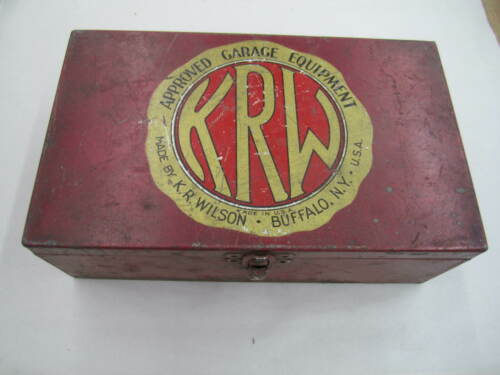 APPROVED GARAGE EQUIPMENT
KRW
MADE BY K.R. WILSON · BUFFALO, N.Y. · U.S.A.
MADE IN U.S.A.